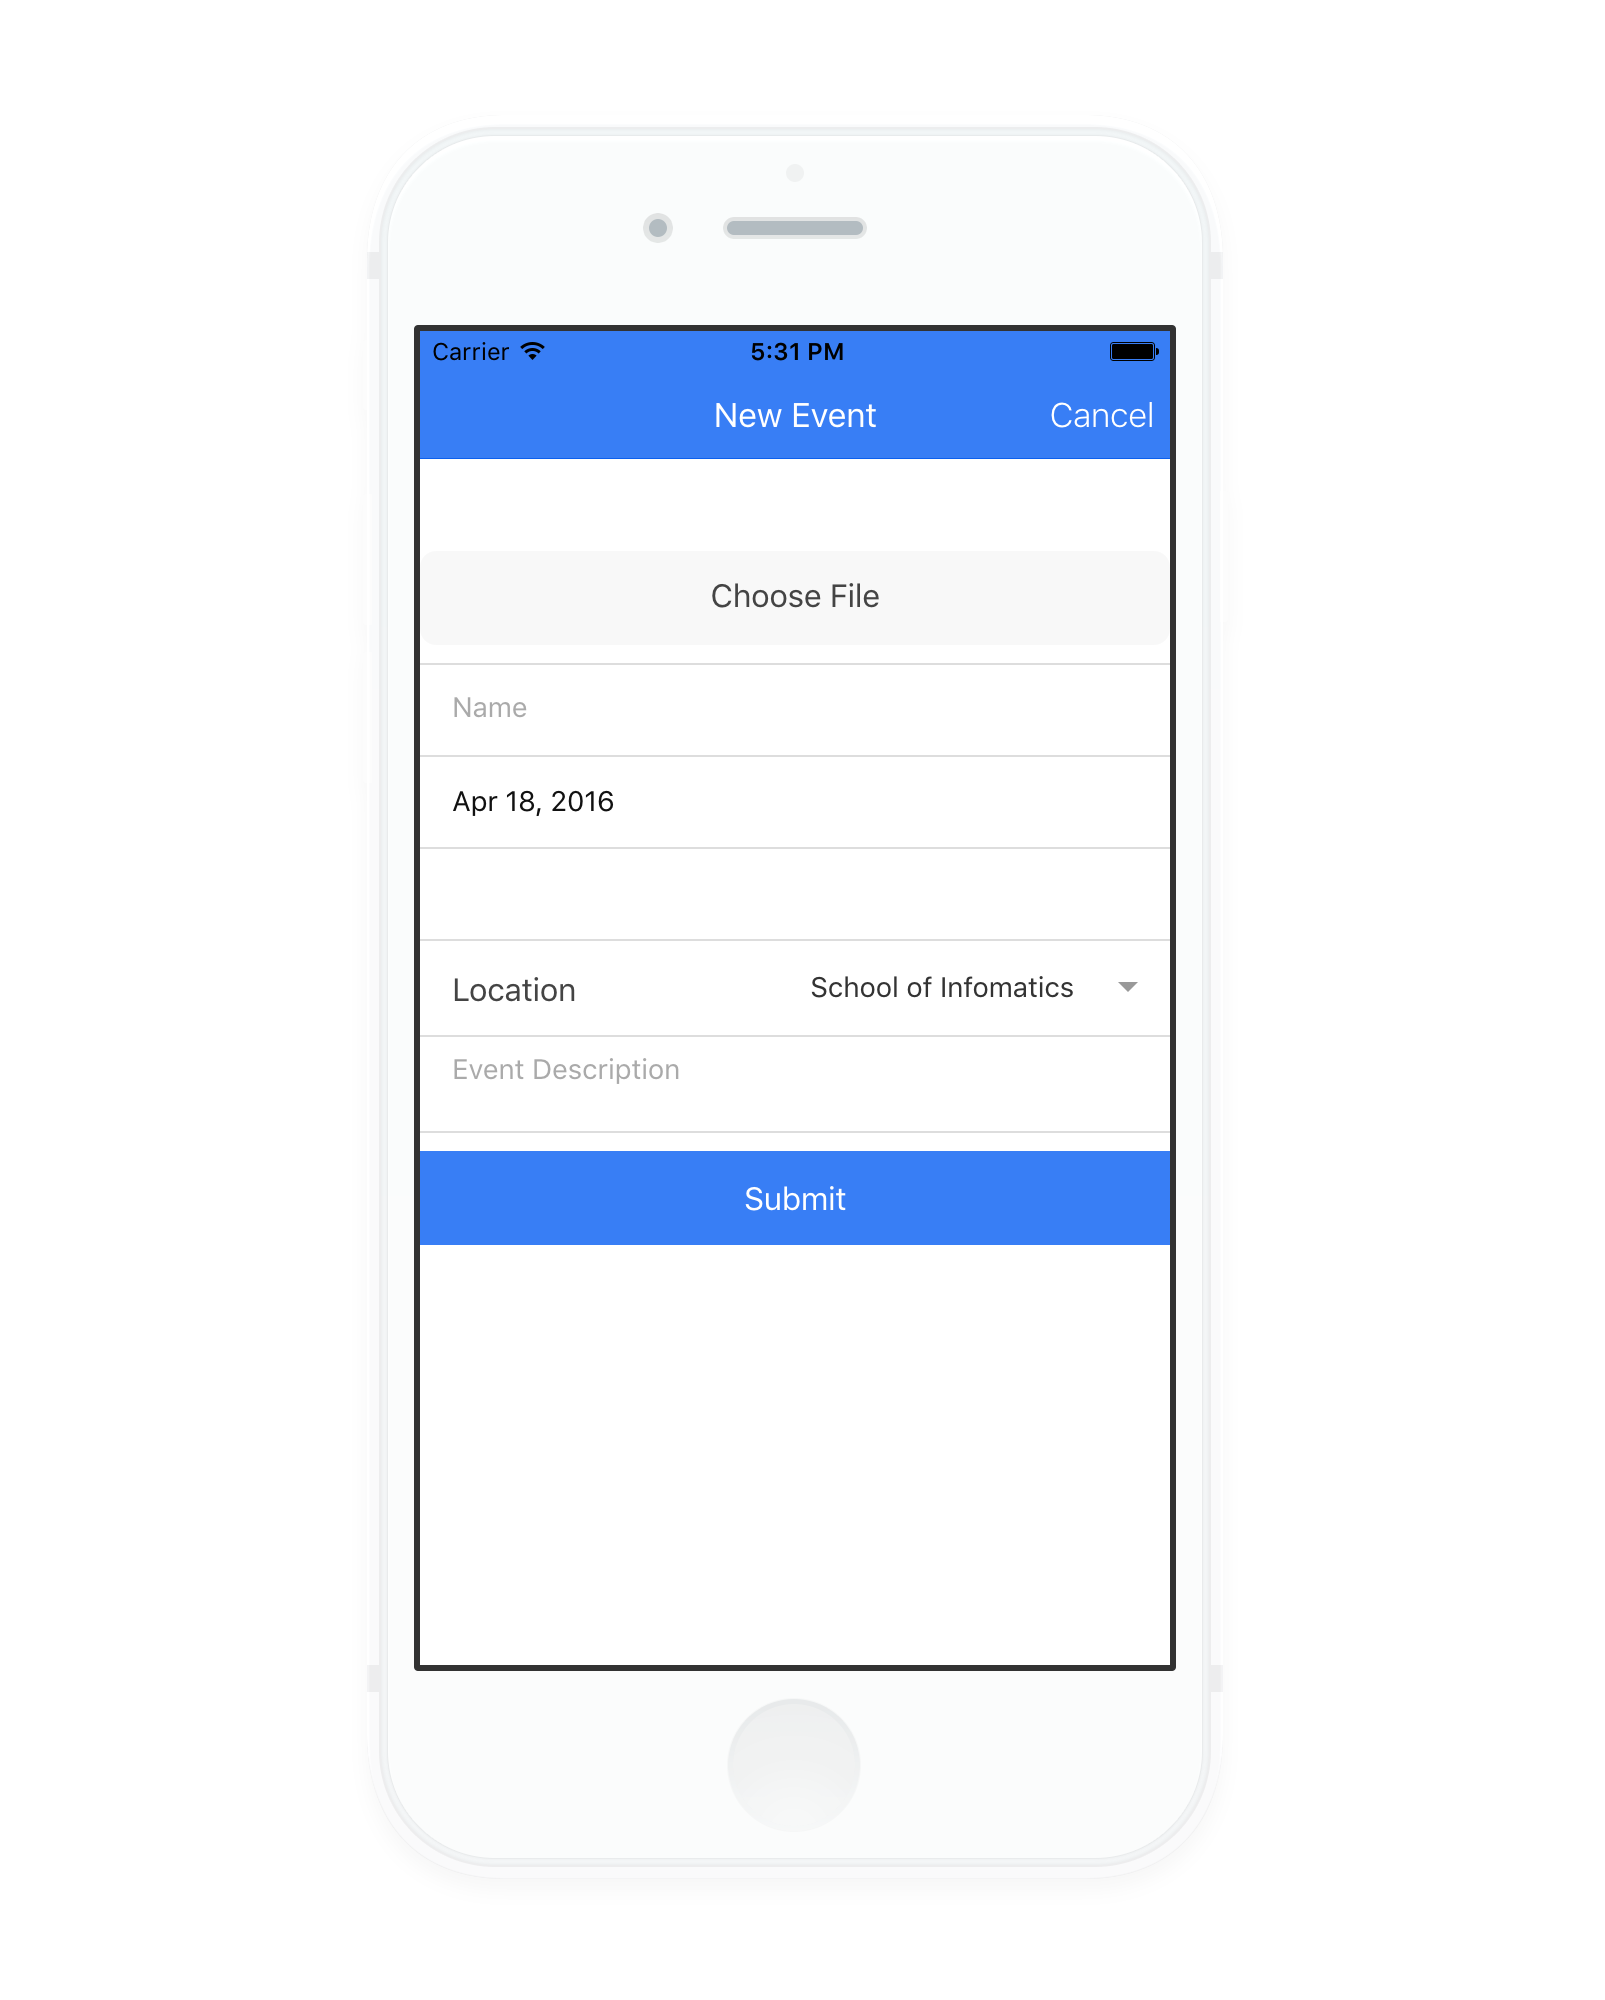 Carrier 5:31 PM
New Event Cancel
Choose File
Name
Apr 18, 2016
Location School of Infomatics
Event Description
Submit